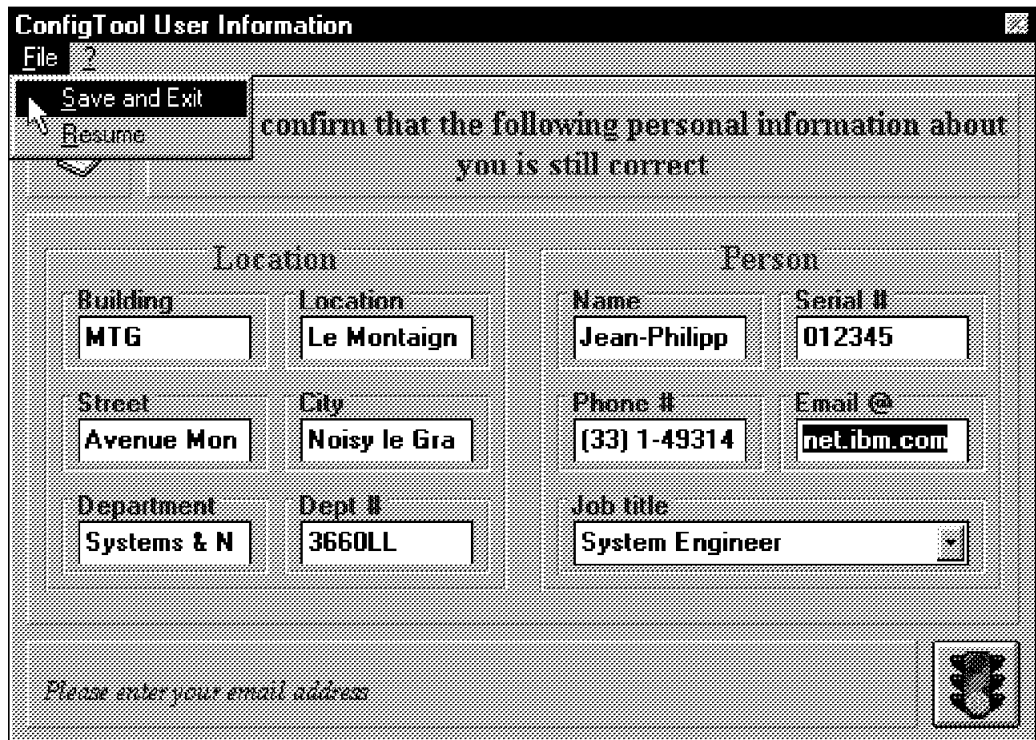 ConfigTool User Information
File ?
Save and Exit
Resume
confirm that the following personal information about
you is still correct
Location
Person
Building
Location
Name
Serial #
MTG
Le Montaign
Jean-Philipp
012345
Street
City
Phone #
Email @
Avenue Mon
Noisy le Gra
(33) 1-49314
net.ibm.com
Department
Dept #
Job title
Systems & N
3660LL
System Engineer
Please enter your email address